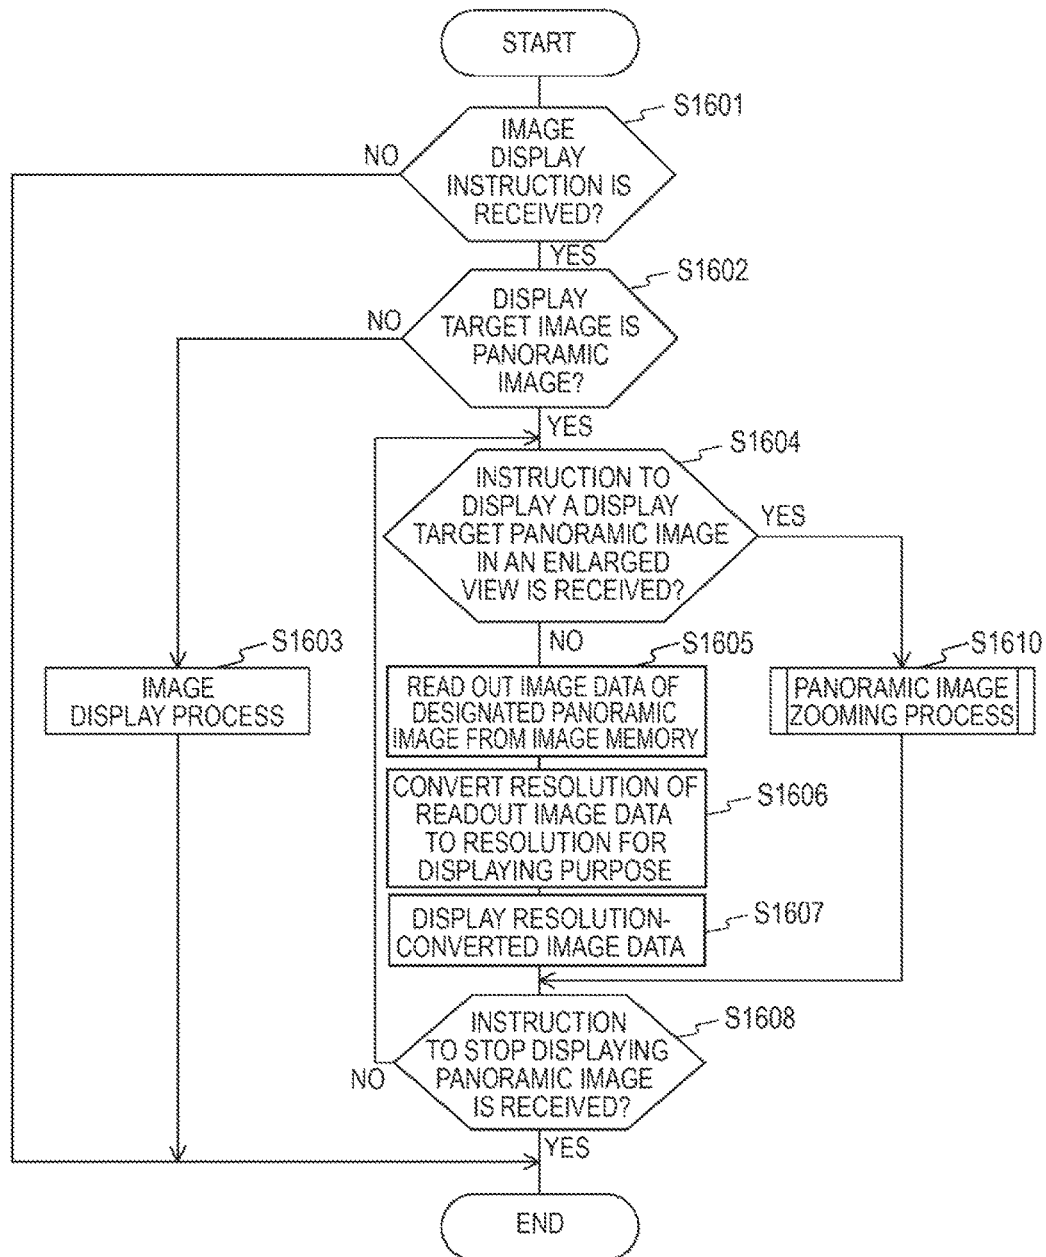 START
S1601
IMAGE
DISPLAY
INSTRUCTION IS
RECEIVED?
NO
YES
S1602
DISPLAY
TARGET IMAGE IS
PANORAMIC
IMAGE?
NO
YES
S1604
INSTRUCTION TO
DISPLAY A DISPLAY
TARGET PANORAMIC IMAGE
IN AN ENLARGED
VIEW IS RECEIVED?
YES
NO
S1603
IMAGE
DISPLAY PROCESS
S1605
READ OUT IMAGE DATA OF
DESIGNATED PANORAMIC
IMAGE FROM IMAGE MEMORY
S1610
PANORAMIC IMAGE
ZOOMING PROCESS
S1606
CONVERT RESOLUTION OF
READOUT IMAGE DATA
TO RESOLUTION FOR
DISPLAYING PURPOSE
S1607
DISPLAY RESOLUTION-
CONVERTED IMAGE DATA
S1608
INSTRUCTION
TO STOP DISPLAYING
PANORAMIC IMAGE
IS RECEIVED?
NO
YES
END